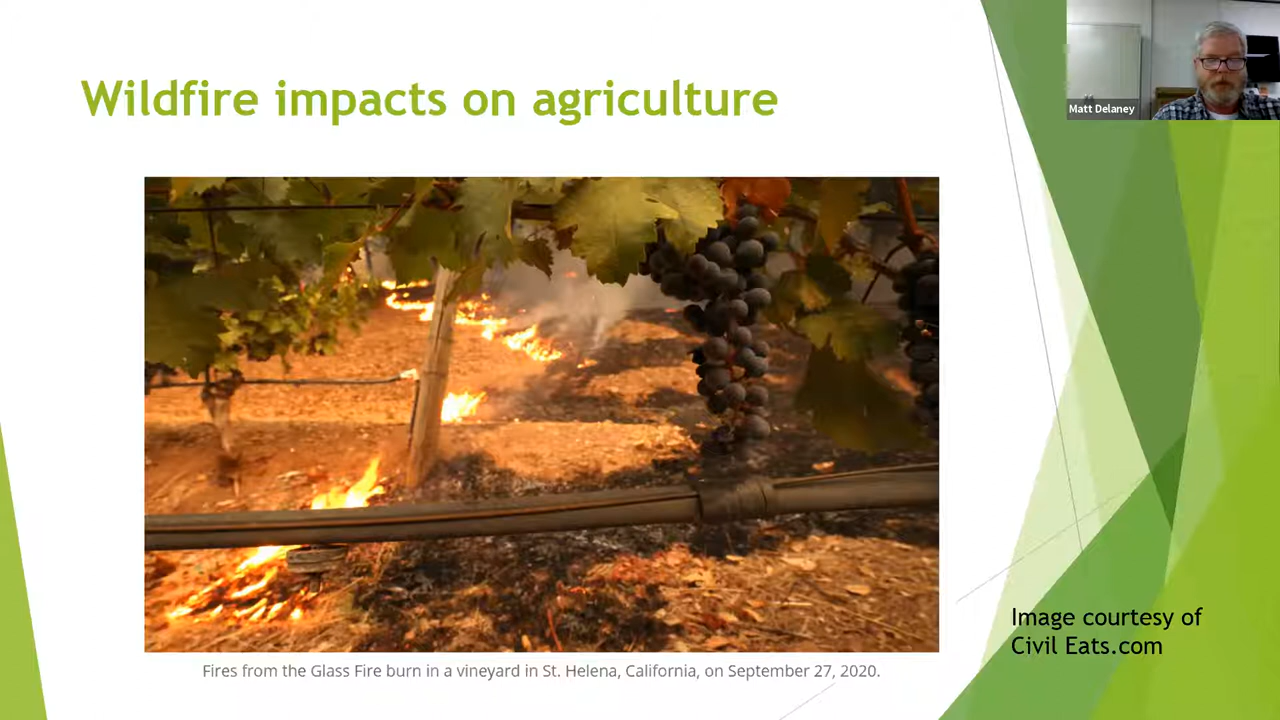 Wildfire impacts on agriculture
Matt Delaney
Image courtesy of
Civil Eats.com
Fires from the Glass Fire burn in a vineyard in St. Helena, California, on September 27, 2020.